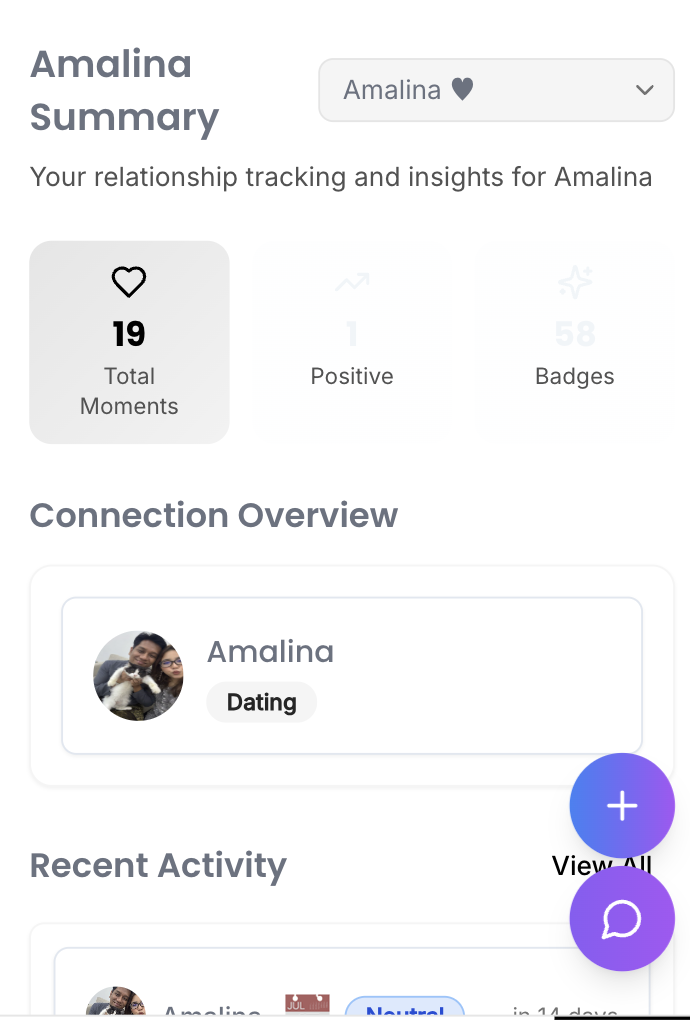 Amalina
Summary
Amalina 🖤
Your relationship tracking and insights for Amalina
19
Total
Moments
1
Positive
58
Badges
Connection Overview
Amalina
Dating
Recent Activity
View All
Amalina
JUL
Neutral
in 14 days